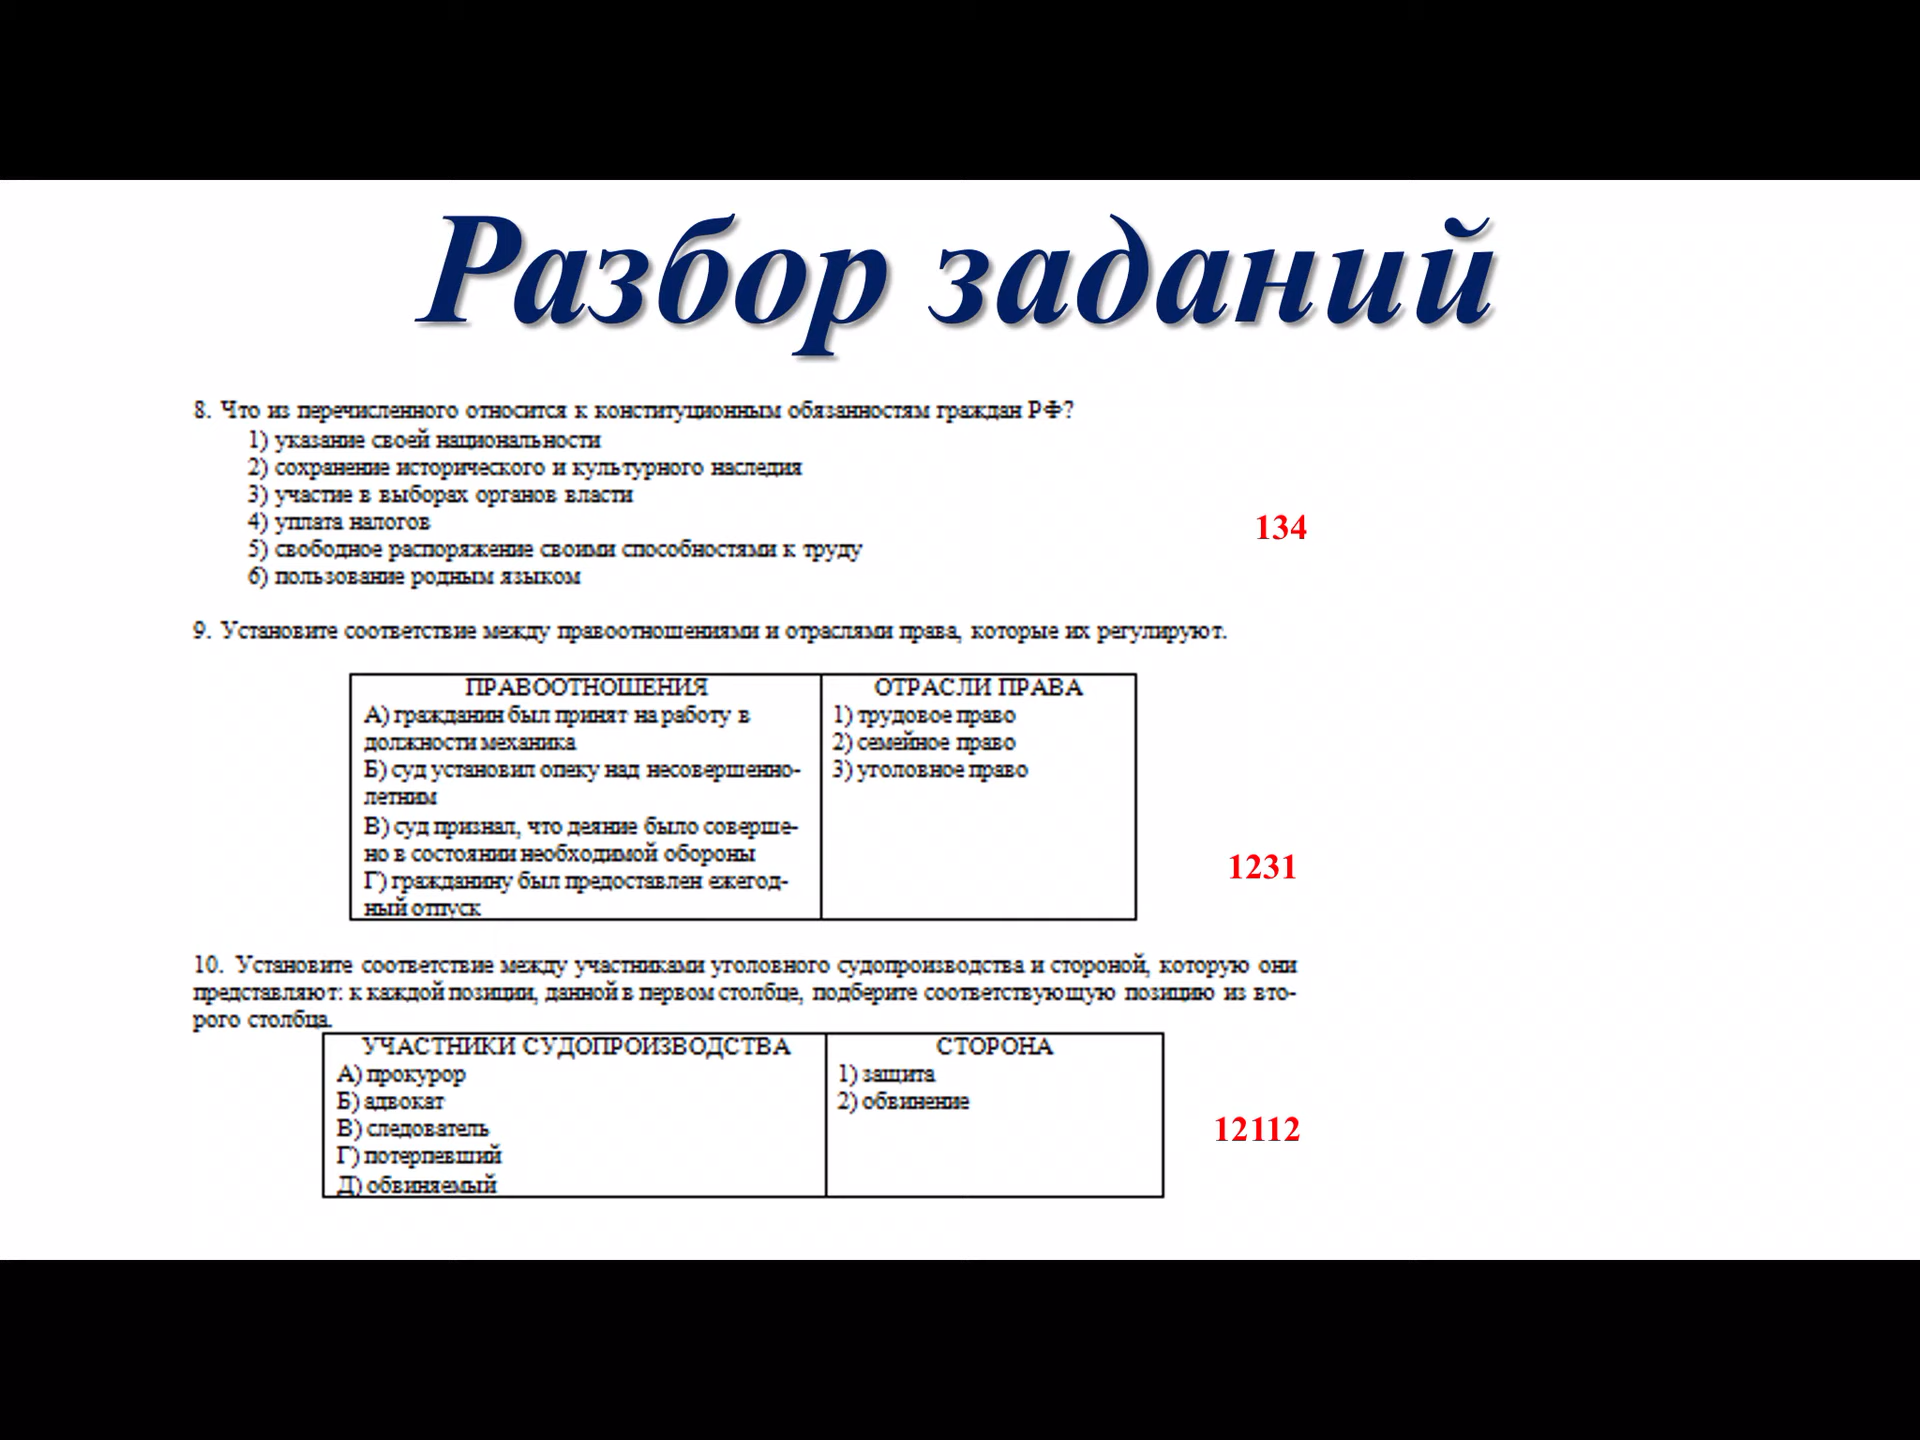 Разбор заданий
8. Что из перечисленного относится к конституционным обязанностям граждан РФ?
1) указание своей национальности
2) сохранение исторического и культурного наследия
3) участие в выборах органов власти
4) уплата налогов
134
5) свободное распоряжение своими способностями к труду
6) пользование родным языком
9. Установите соответствие между правоотношениями и отраслями права, которые их регулируют.
ПРАВООТНОШЕНИЯ
А) гражданин был принят на работу в
должности механика
Б) суд установил опеку над несовершенно-
летним
В) суд признал, что деяние было соверше-
но в состоянии необходимой обороны
Г) гражданину был предоставлен ежегод-
ный отпуск
ОТРАСЛИ ПРАВА
1) трудовое право
2) семейное право
3) уголовное право
1231
10. Установите соответствие между участниками уголовного судопроизводства и стороной, которую они
представляют: к каждой позиции, данной в первом столбце, подберите соответствующую позицию из вто-
рого столбца.
УЧАСТНИКИ СУДОПРОИЗВОДСТВА
А) прокурор
Б) адвокат
В) следователь
Г) потерпевший
Д) обвиняемый
СТОРОНА
1) защита
2) обвинение
12112